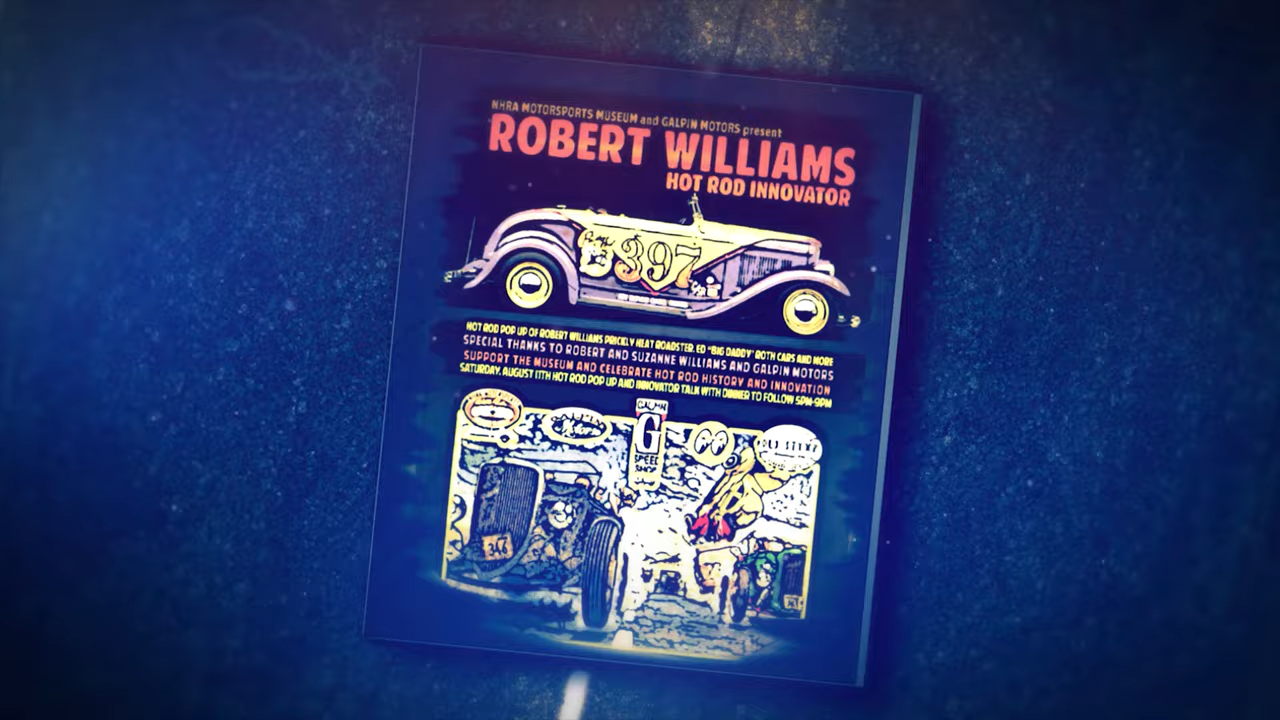 NHRA MOTORSPORTS MUSEUM and GALPIN MOTORS present
ROBERT WILLIAMS
HOT ROD INNOVATOR
397
HOT ROD POP UP OF ROBERT WILLIAMS PRICKLY HEAT ROADSTER, ED "BIG DADDY" ROTH CARS AND MORE
SPECIAL THANKS TO ROBERT AND SUZANNE WILLIAMS AND GALPIN MOTORS
SUPPORT THE MUSEUM AND CELEBRATE HOT ROD HISTORY AND INNOVATION
SATURDAY, AUGUST 11TH HOT ROD POP UP AND INNOVATOR TALK WITH DINNER TO FOLLOW 5PM-9PM
GALPIN
G
SPEED
SHOP
Motors
346